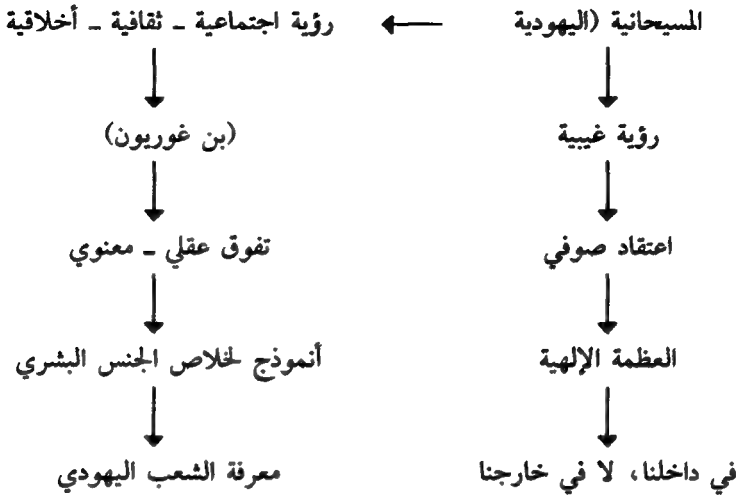 المسيحانية (اليهودية
رؤية اجتماعية - ثقافية - أخلاقية
رؤية غيبية
(بن غوريون)
اعتقاد صوفي
تفوق عقلي - معنوي
العظمة الإلهية
أنموذج لخلاص الجنس البشري
في داخلنا، لا في خارجنا
معرفة الشعب اليهودي